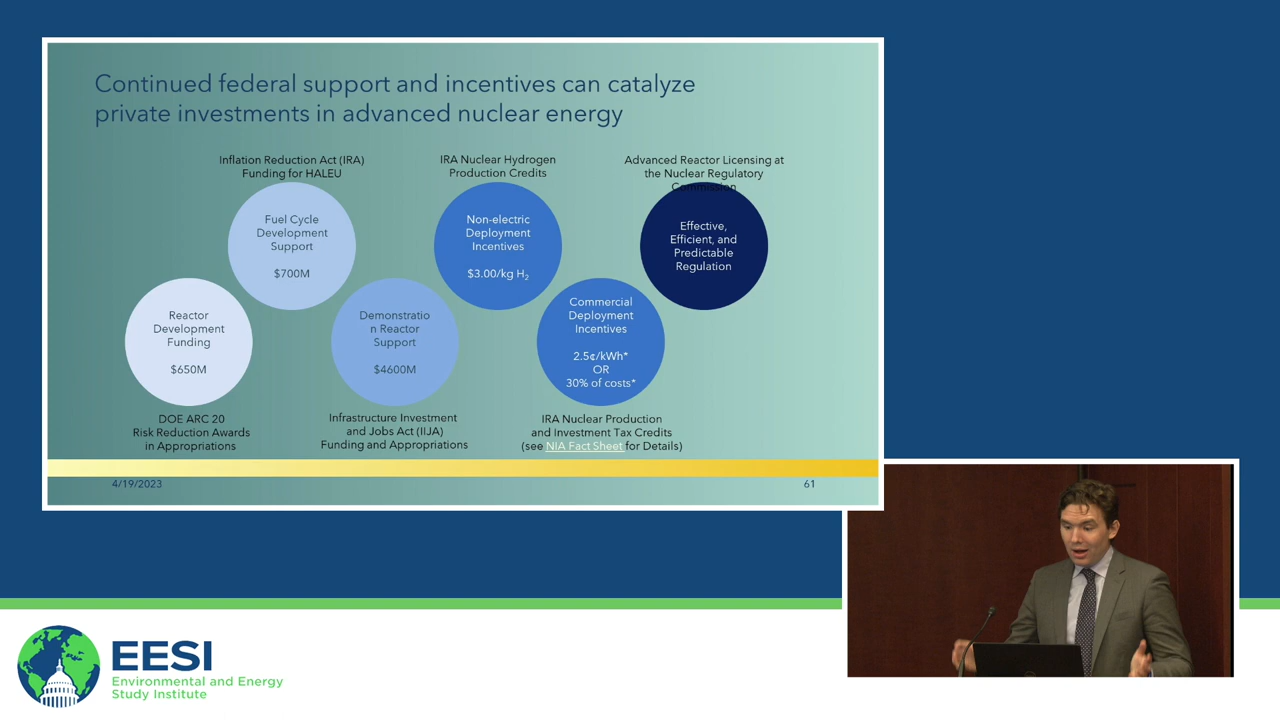 Continued federal support and incentives can catalyze
private investments in advanced nuclear energy
Inflation Reduction Act (IRA)
Funding for HALEU
IRA Nuclear Hydrogen
Production Credits
Advanced Reactor Licensing at
the Nuclear Regulatory
Commission
Fuel Cycle
Development
Support
$700M
Non-electric
Deployment
Incentives
$3.00/kg H₂
Effective,
Efficient, and
Predictable
Regulation
Reactor
Development
Funding
$650M
Demonstratio
n Reactor
Support
$4600M
Commercial
Deployment
Incentives
2.5¢/kWh*
OR
30% of costs*
DOE ARC 20
Risk Reduction Awards
in Appropriations
Infrastructure Investment
and Jobs Act (IIJA)
Funding and Appropriations
IRA Nuclear Production
and Investment Tax Credits
(see NIA Fact Sheet for Details)
4/19/2023
61
EESI
Environmental and Energy
Study Institute